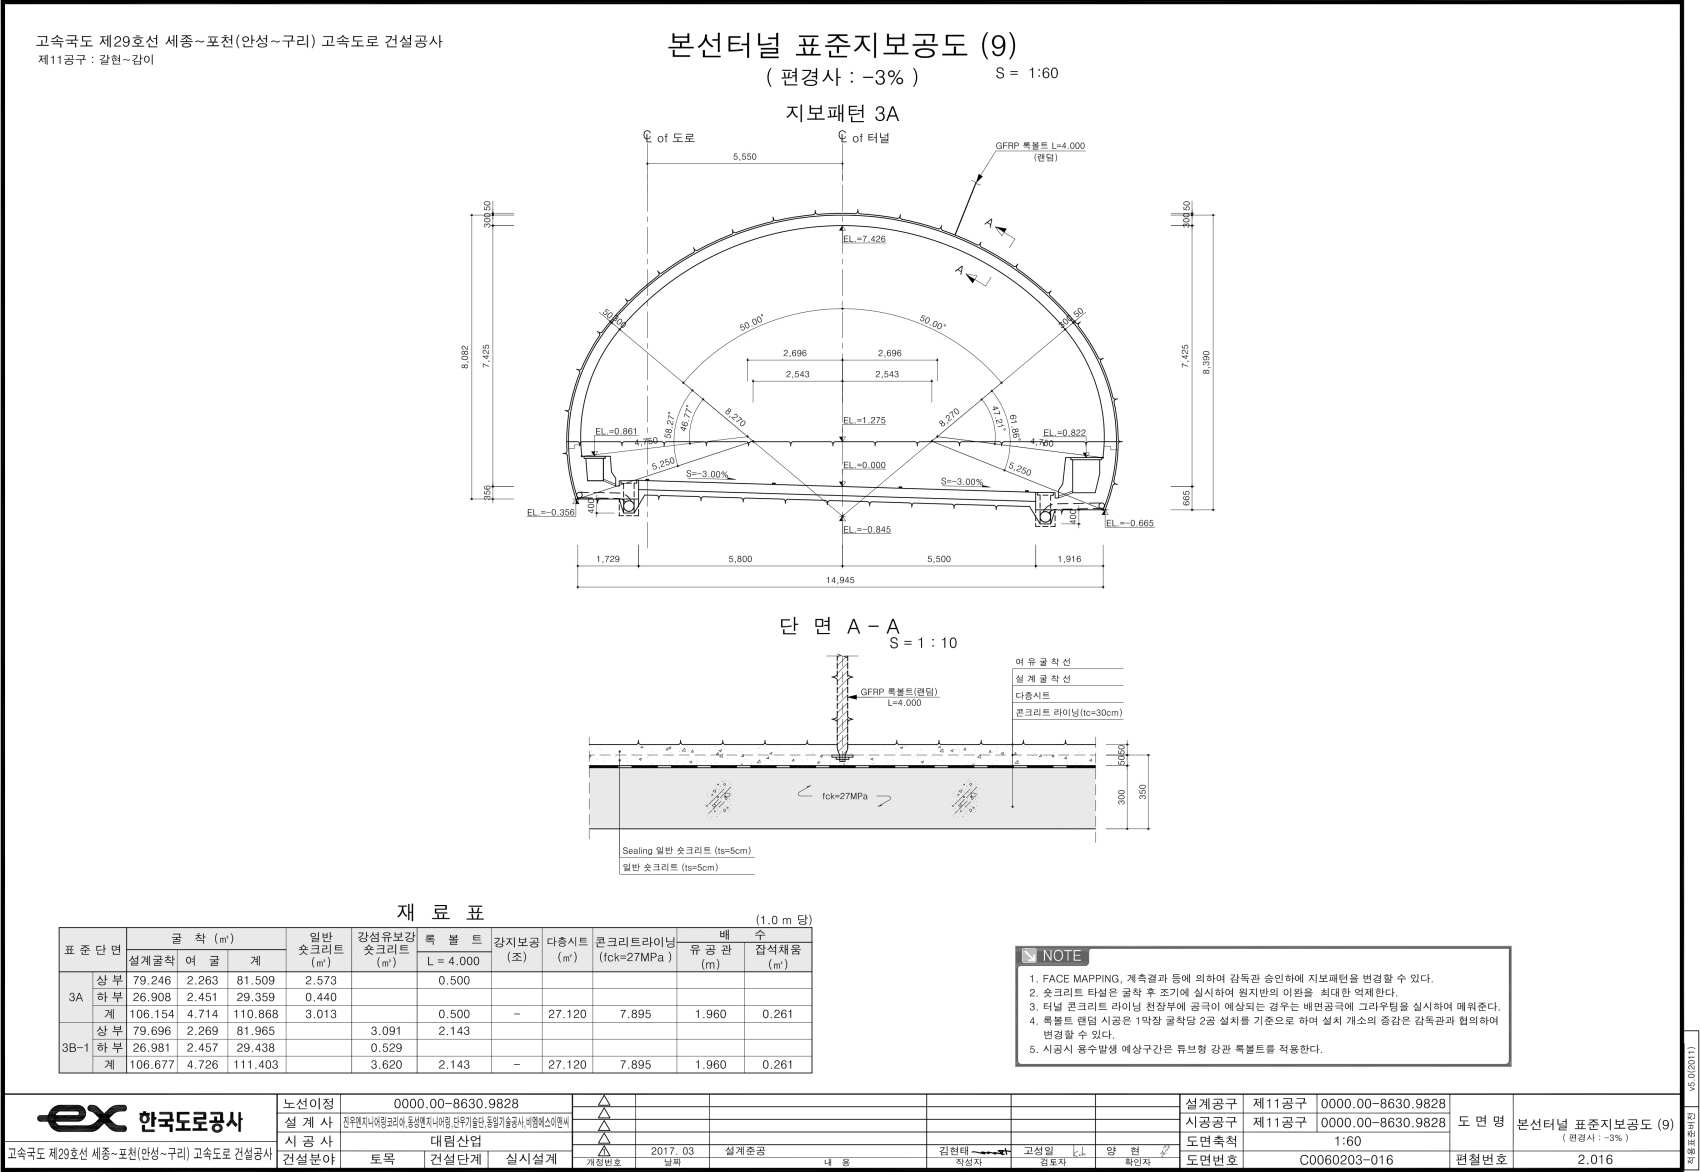 고속국도 제29호선 세종~포천(안성~구리) 고속도로 건설공사
제11공구 : 갈현~감이
본선터널 표준지보공도 (9)
( 편경사 : -3% )
S = 1:60
지보패턴 3A
℄ of 도로
℄ of 터널
5,550
GFRP 록볼트 L=4.000
(랜덤)
300 50
300 50
A
A
EL.=7.426
50 300
300 50
50.00°
50.00°
8,082
7,425
7,425
8,390
2,696
2,696
2,543
2,543
58.27°
46.77°
8,270
8,270
47.21°
61.86°
EL.=1.275
EL.=0.861
EL.=0.822
4,750
4,750
5,250
5,250
EL.=0.000
S=-3.00%
S=-3.00%
356
665
400
400
EL.=-0.356
EL.=-0.665
EL.=-0.845
1,729
5,800
5,500
1,916
14,945
단 면 A - A
S = 1 : 10
여 유 굴 착 선
설 계 굴 착 선
다층시트
콘크리트 라이닝(tc=30cm)
GFRP 록볼트(랜덤)
L=4.000
50 50
300
350
fck=27MPa
Sealing 일반 숏크리트 (ts=5cm)
일반 숏크리트 (ts=5cm)
재 료 표
(1.0 m 당)
표 준 단 면 굴 착 (㎥) 일반 숏크리트 (㎥) 강섬유보강 숏크리트 (㎥) 록 볼 트 강지보공 (조) 다층시트 (㎡) 콘크리트라이닝 (fck=27MPa ) 배 수
설계굴착 여 굴 계 L = 4.000 유 공 관 (m) 잡석채움 (㎥)
3A 상 부 79.246 2.263 81.509 2.573 0.500
하 부 26.908 2.451 29.359 0.440
계 106.154 4.714 110.868 3.013 0.500 - 27.120 7.895 1.960 0.261
3B-1 상 부 79.696 2.269 81.965 3.091 2.143
하 부 26.981 2.457 29.438 0.529
계 106.677 4.726 111.403 3.620 2.143 - 27.120 7.895 1.960 0.261
NOTE
1. FACE MAPPING, 계측결과 등에 의하여 감독관 승인하에 지보패턴을 변경할 수 있다.
2. 숏크리트 타설은 굴착 후 조기에 실시하여 원지반의 이완을 최대한 억제한다.
3. 터널 콘크리트 라이닝 천장부에 공극이 예상되는 경우는 배면공극에 그라우팅을 실시하여 메워준다.
4. 록볼트 랜덤 시공은 1막장 굴착당 2공 설치를 기준으로 하며 설치 개소의 증감은 감독관과 협의하여
변경할 수 있다.
5. 시공시 용수발생 예상구간은 튜브형 강관 록볼트를 적용한다.
적용표준버전 v5.0(2011)
ex 한국도로공사
고속국도 제29호선 세종~포천(안성~구리) 고속도로 건설공사
노선이정 0000.00-8630.9828
설 계 사 진우엔지니어링코리아,동성엔지니어링,단우기술단,동일기술공사,비엠에스이앤씨
시 공 사 대림산업
건설분야 토목 건설단계 실시설계
1 2017. 03 설계준공 김현태 고성일 양 현
개정번호 날짜 내 용 작성자 검토자 확인자
설계공구 제11공구 0000.00-8630.9828
시공공구 제11공구 0000.00-8630.9828
도면축척 1:60
도면번호 C0060203-016
도 면 명 본선터널 표준지보공도 (9)
( 편경사 : -3% )
편철번호 2.016